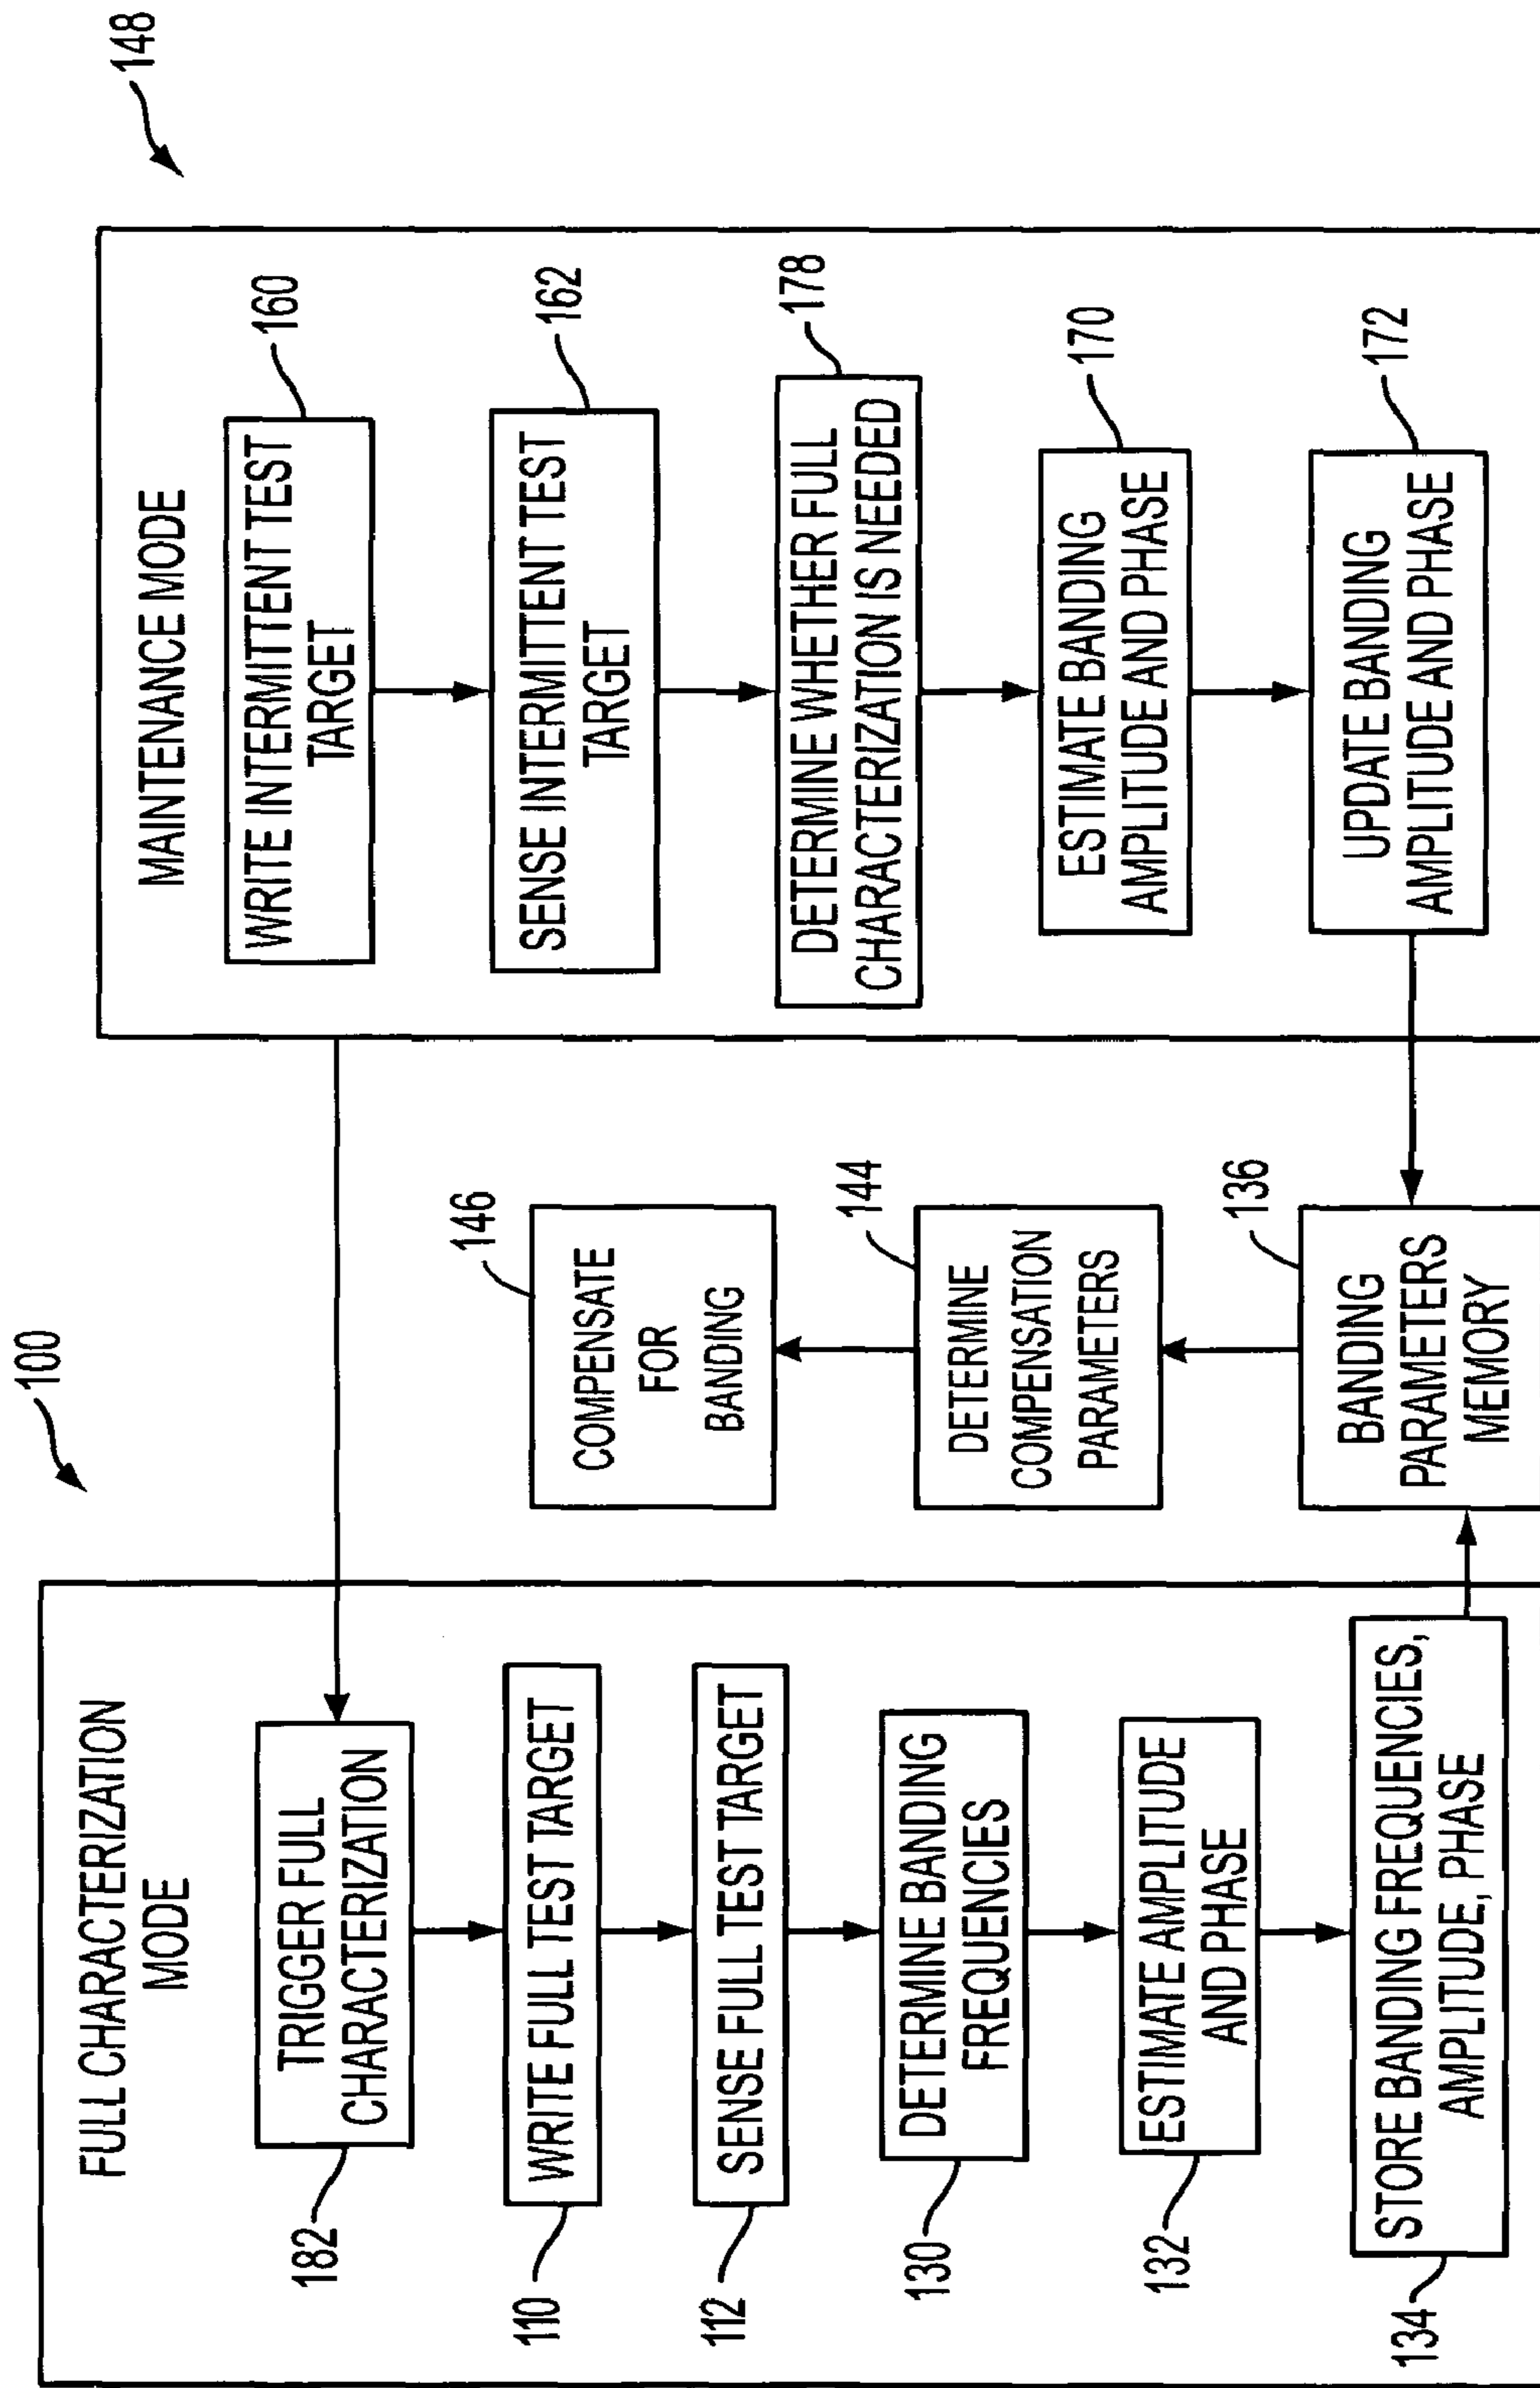 100
148
FULL CHARACTERIZATION
MODE
TRIGGER FULL
CHARACTERIZATION
182
WRITE FULL TEST TARGET
110
SENSE FULL TEST TARGET
112
DETERMINE BANDING
FREQUENCIES
130
ESTIMATE AMPLITUDE
AND PHASE
132
STORE BANDING FREQUENCIES,
AMPLITUDE, PHASE
134
COMPENSATE
FOR
BANDING
146
DETERMINE
COMPENSATION
PARAMETERS
144
BANDING
PARAMETERS
MEMORY
136
MAINTENANCE MODE
WRITE INTERMITTENT TEST
TARGET
160
SENSE INTERMITTENT TEST
TARGET
162
DETERMINE WHETHER FULL
CHARACTERIZATION IS NEEDED
178
ESTIMATE BANDING
AMPLITUDE AND PHASE
170
UPDATE BANDING
AMPLITUDE AND PHASE
172